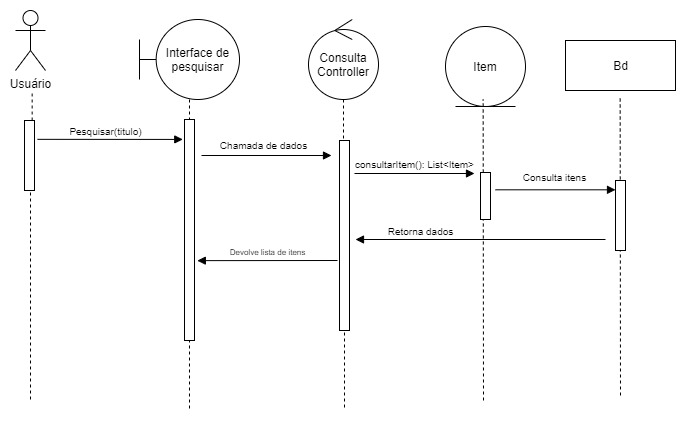 Interface de
pesquisar
Consulta
Controller
Item
Bd
Usuário
Pesquisar(titulo)
Chamada de dados
consultarItem(): List<Item>
Consulta itens
Retorna dados
Devolve lista de itens